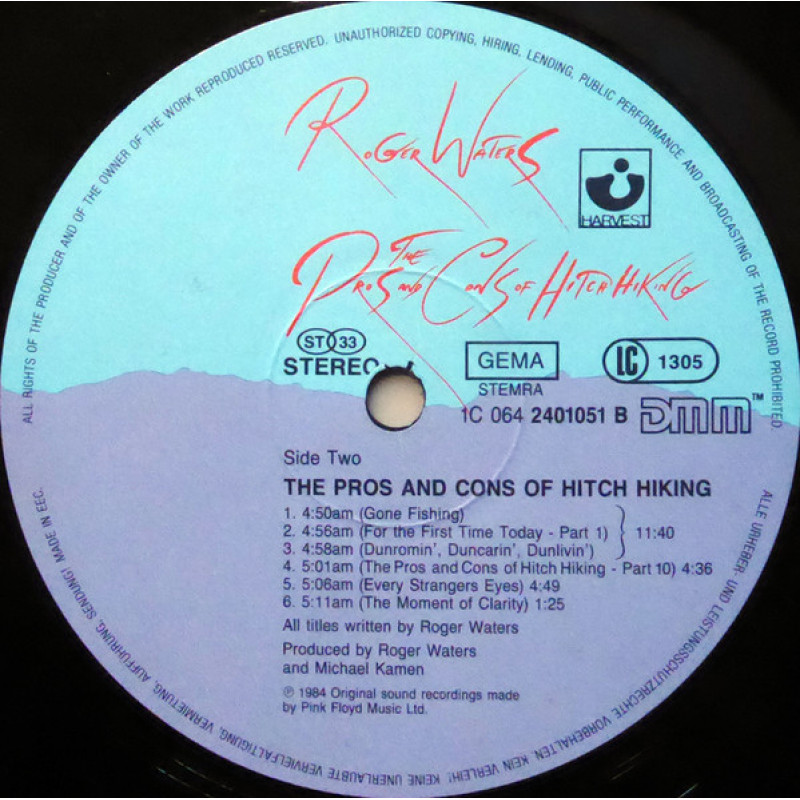 ALL RIGHTS OF THE PRODUCER AND OF THE OWNER OF THE WORK REPRODUCED RESERVED. UNAUTHORIZED COPYING, HIRING, LENDING, PUBLIC PERFORMANCE AND BROADCASTING OF THE RECORD PROHIBITED.
ROGER WATERS
HARVEST
THE
PROS AND CONS OF HITCH HIKING
ST 33
STEREO
GEMA
STEMRA
LC 1305
1C 064 2401051 B
DMM™
Side Two
THE PROS AND CONS OF HITCH HIKING
1. 4:50am (Gone Fishing)
2. 4:56am (For the First Time Today - Part 1) 11:40
3. 4:58am (Dunromin', Duncarin', Dunlivin')
4. 5:01am (The Pros and Cons of Hitch Hiking - Part 10) 4:36
5. 5:06am (Every Strangers Eyes) 4:49
6. 5:11am (The Moment of Clarity) 1:25
All titles written by Roger Waters
Produced by Roger Waters
and Michael Kamen
℗ 1984 Original sound recordings made
by Pink Floyd Music Ltd.
ALLE URHEBER- UND LEISTUNGSSCHUTZRECHTE VORBEHALTEN. KEIN VERLEIH! KEINE UNERLAUBTE VERVIELFÄLTIGUNG, VERMIETUNG, AUFFÜHRUNG, SENDUNG! MADE IN EEC.